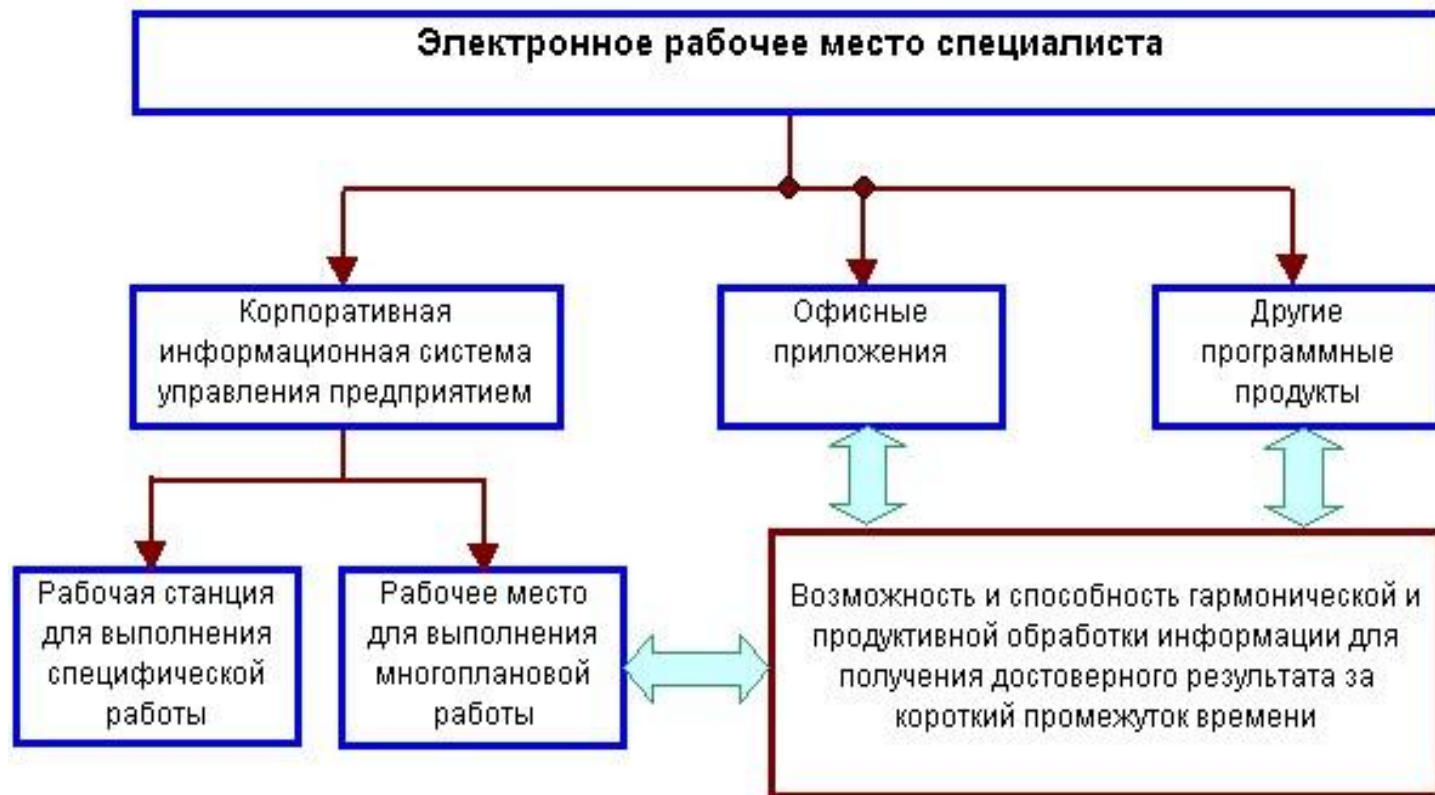 Электронное рабочее место специалиста
Корпоративная
информационная система
управления предприятием
Офисные
приложения
Другие
программные
продукты
Рабочая станция
для выполнения
специфической
работы
Рабочее место
для выполнения
многоплановой
работы
Возможность и способность гармонической и
продуктивной обработки информации для
получения достоверного результата за
короткий промежуток времени